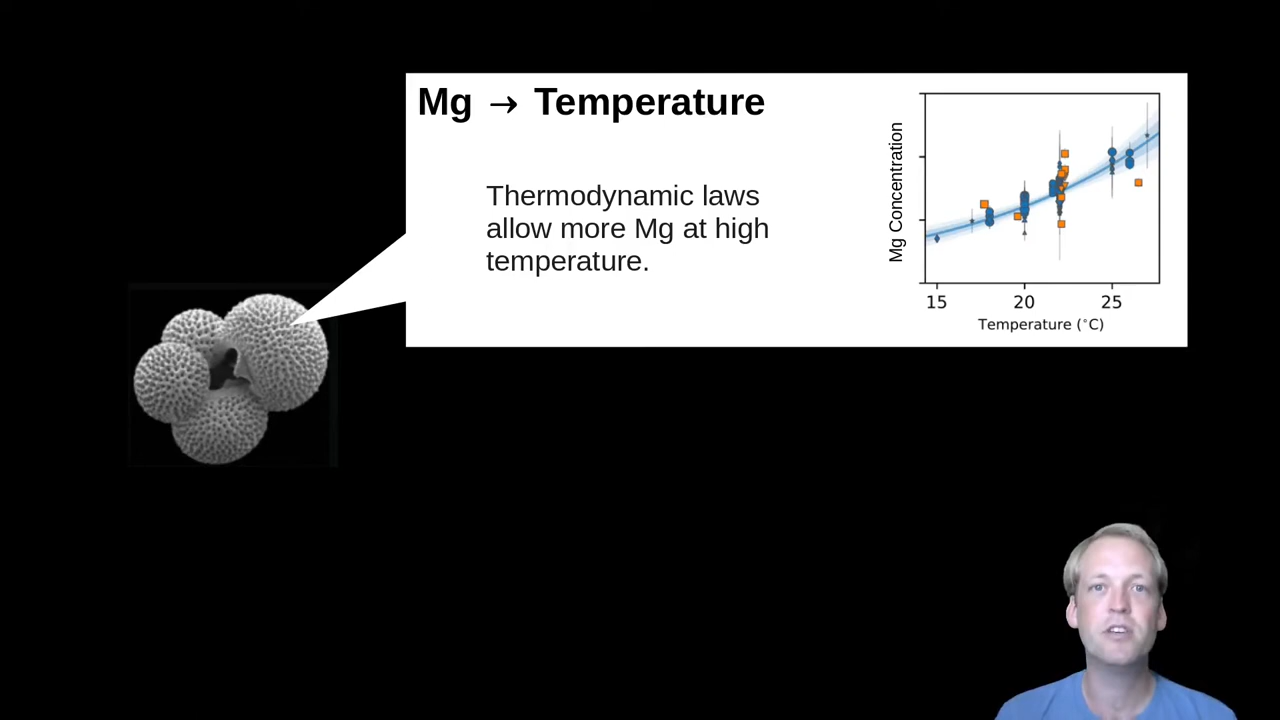 Mg → Temperature
Thermodynamic laws
allow more Mg at high
temperature.
Mg Concentration
15 20 25
Temperature (°C)